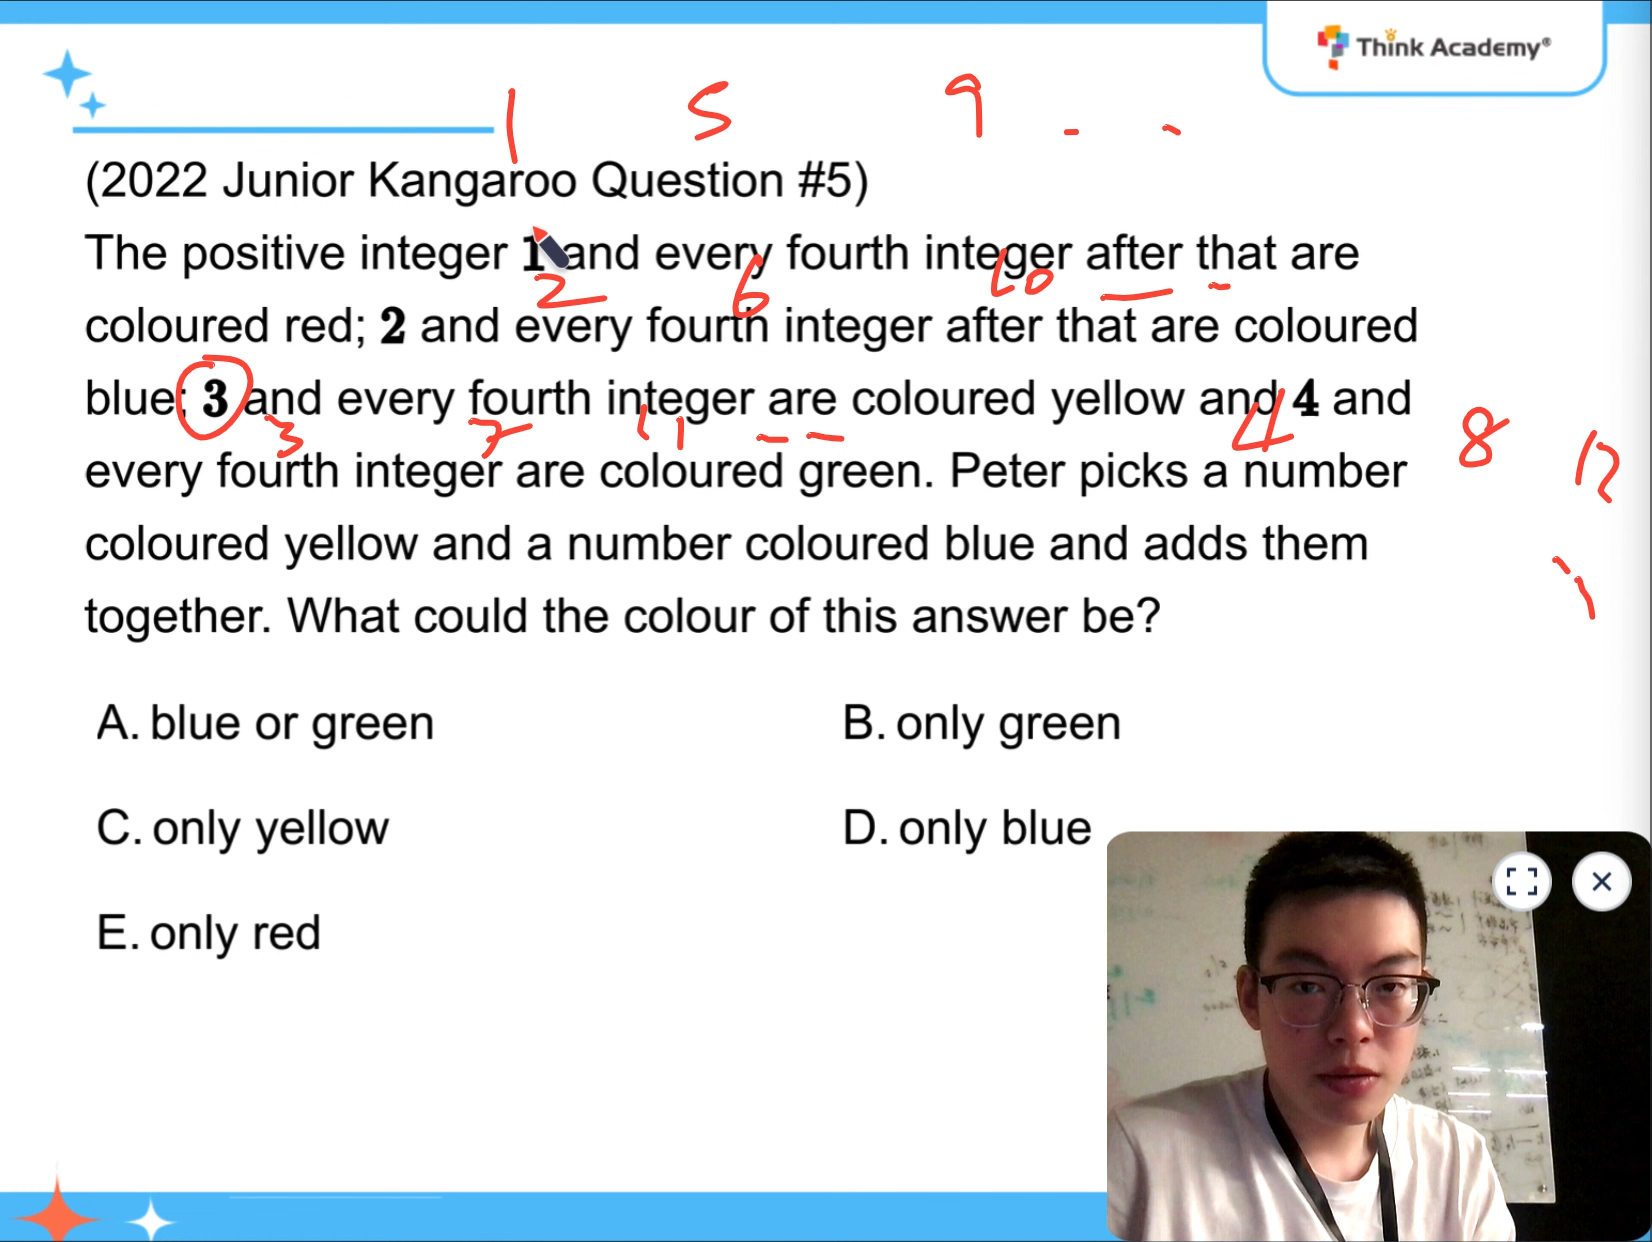 Think Academy®
1 5 9 . .
(2022 Junior Kangaroo Question #5)
The positive integer 1 and every fourth integer after that are
2 6 10
coloured red; 2 and every fourth integer after that are coloured
blue; 3 and every fourth integer are coloured yellow and 4 and
3 7 11 4 8 12
every fourth integer are coloured green. Peter picks a number
coloured yellow and a number coloured blue and adds them
together. What could the colour of this answer be?
A. blue or green
B. only green
C. only yellow
D. only blue
E. only red